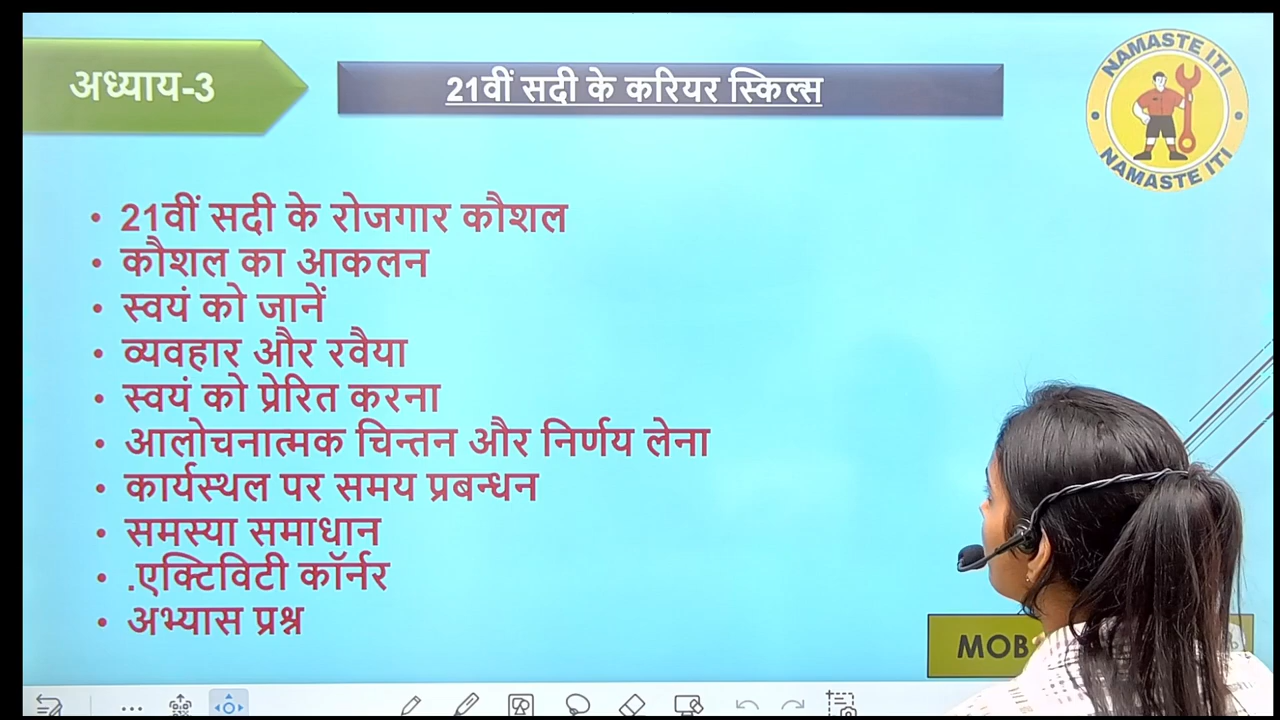 अध्याय-3
21वीं सदी के करियर स्किल्स
NAMASTE ITI
NAMASTE ITI
• 21वीं सदी के रोजगार कौशल
• कौशल का आकलन
• स्वयं को जानें
• व्यवहार और रवैया
• स्वयं को प्रेरित करना
• आलोचनात्मक चिन्तन और निर्णय लेना
• कार्यस्थल पर समय प्रबन्धन
• समस्या समाधान
• .एक्टिविटी कॉर्नर
• अभ्यास प्रश्न
MOB